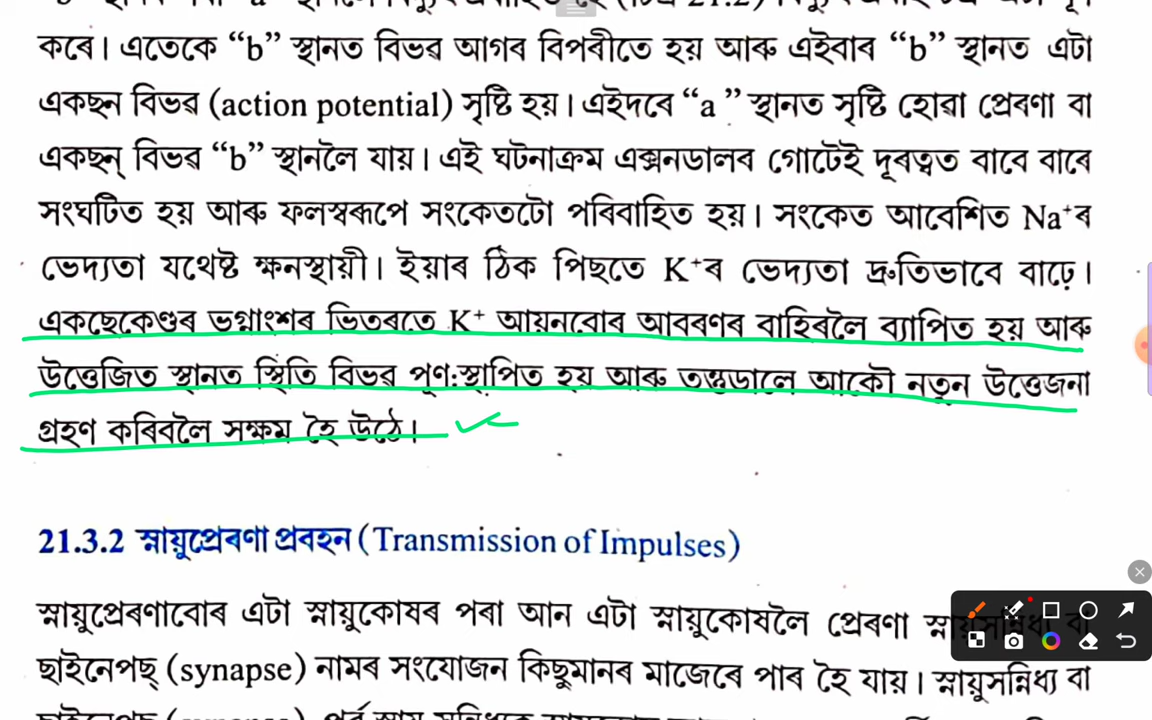 কৰে। এতেকে “b” স্থানত বিভৱ আগৰ বিপৰীতে হয় আৰু এইবাৰ “b” স্থানত এটা
একছন বিভৱ (action potential) সৃষ্টি হয়। এইদৰে “a ” স্থানত সৃষ্টি হোৱা প্ৰেৰণা বা
একছন্ বিভৱ “b” স্থানলৈ যায়। এই ঘটনাক্ৰম এক্সনডালৰ গোটেই দূৰত্বত বাৰে বাৰে
সংঘটিত হয় আৰু ফলস্বৰূপে সংকেতটো পৰিবাহিত হয়। সংকেত আবেশিত Na⁺ৰ
ভেদ্যতা যথেষ্ট ক্ষনস্থায়ী। ইয়াৰ ঠিক পিছতে K⁺ৰ ভেদ্যতা দ্ৰুতিভাবে বাঢ়ে।
একছেকেণ্ডৰ ভগ্নাংশৰ ভিতৰতে K⁺ আয়নবোৰ আবৰণৰ বাহিৰলৈ ব্যাপিত হয় আৰু
উত্তেজিত স্থানত স্থিতি বিভৱ পূণ:স্থাপিত হয় আৰু তন্তুডালে আকৌ নতুন উত্তেজনা
গ্ৰহণ কৰিবলৈ সক্ষম হৈ উঠে।
21.3.2 স্নায়ুপ্ৰেৰণা প্ৰবহন (Transmission of Impulses)
স্নায়ুপ্ৰেৰণাবোৰ এটা স্নায়ুকোষৰ পৰা আন এটা স্নায়ুকোষলৈ প্ৰেৰণা স্নায়ুসন্নিধ্য বা
ছাইনেপছ্ (synapse) নামৰ সংযোজন কিছুমানৰ মাজেৰে পাৰ হৈ যায়। স্নায়ুসন্নিধ্য বা